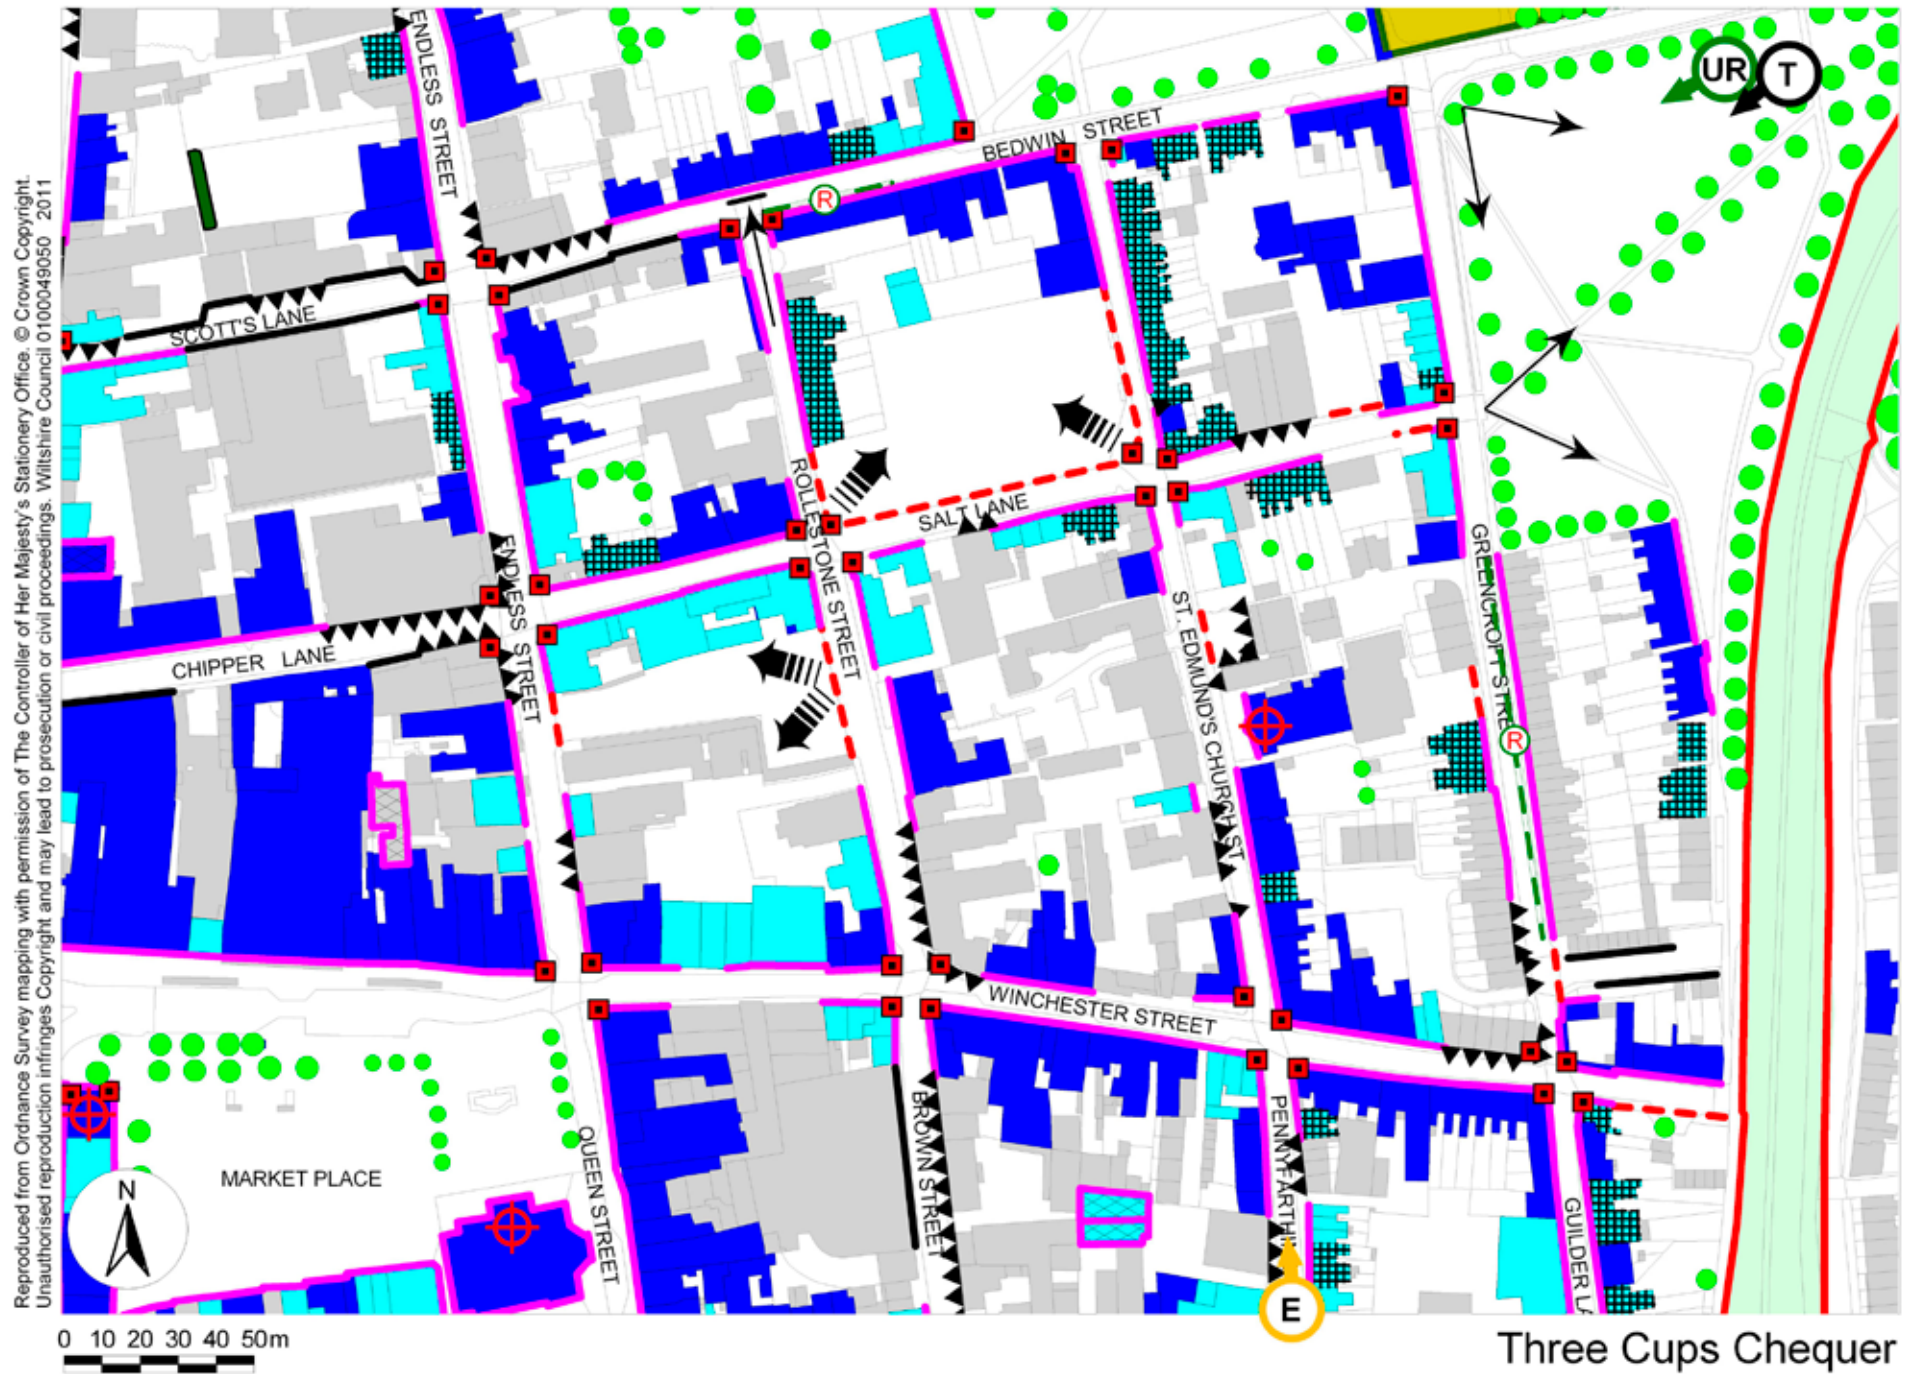 Reproduced from Ordnance Survey mapping with permission of The Controller of Her Majesty's Stationery Office. © Crown Copyright.
Unauthorised reproduction infringes Copyright and may lead to prosecution or civil proceedings. Wiltshire Council 0100049050 2011
ENDLESS STREET
UR
T
BEDWIN STREET
R
SCOTT'S LANE
ROLLESTONE STREET
SALT LANE
ENDLESS STREET
GREENCROFT STREET
CHIPPER LANE
ST. EDMUND'S CHURCH ST.
R
WINCHESTER STREET
BROWN STREET
PENNYFARTHI
QUEEN STREET
MARKET PLACE
N
GUILDER LA
E
0 10 20 30 40 50m
Three Cups Chequer